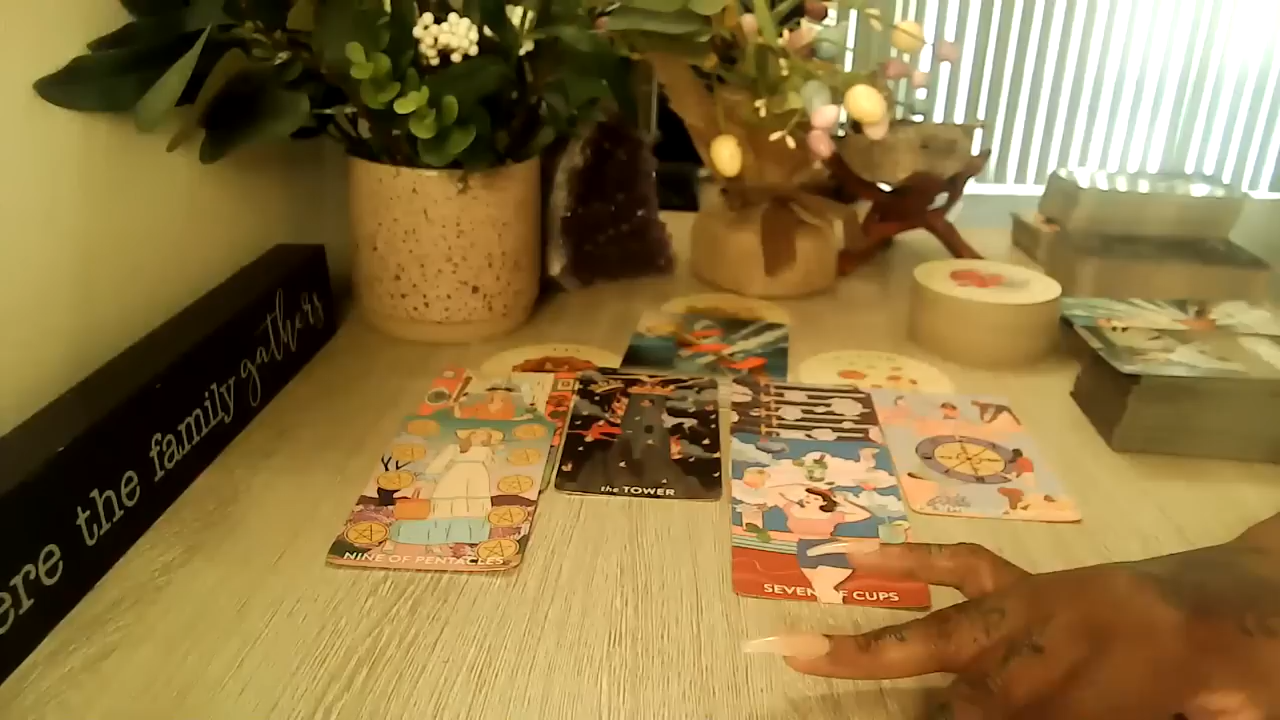 ere the family gathers
the TOWER
NINE OF PENTACLES
SEVEN OF CUPS